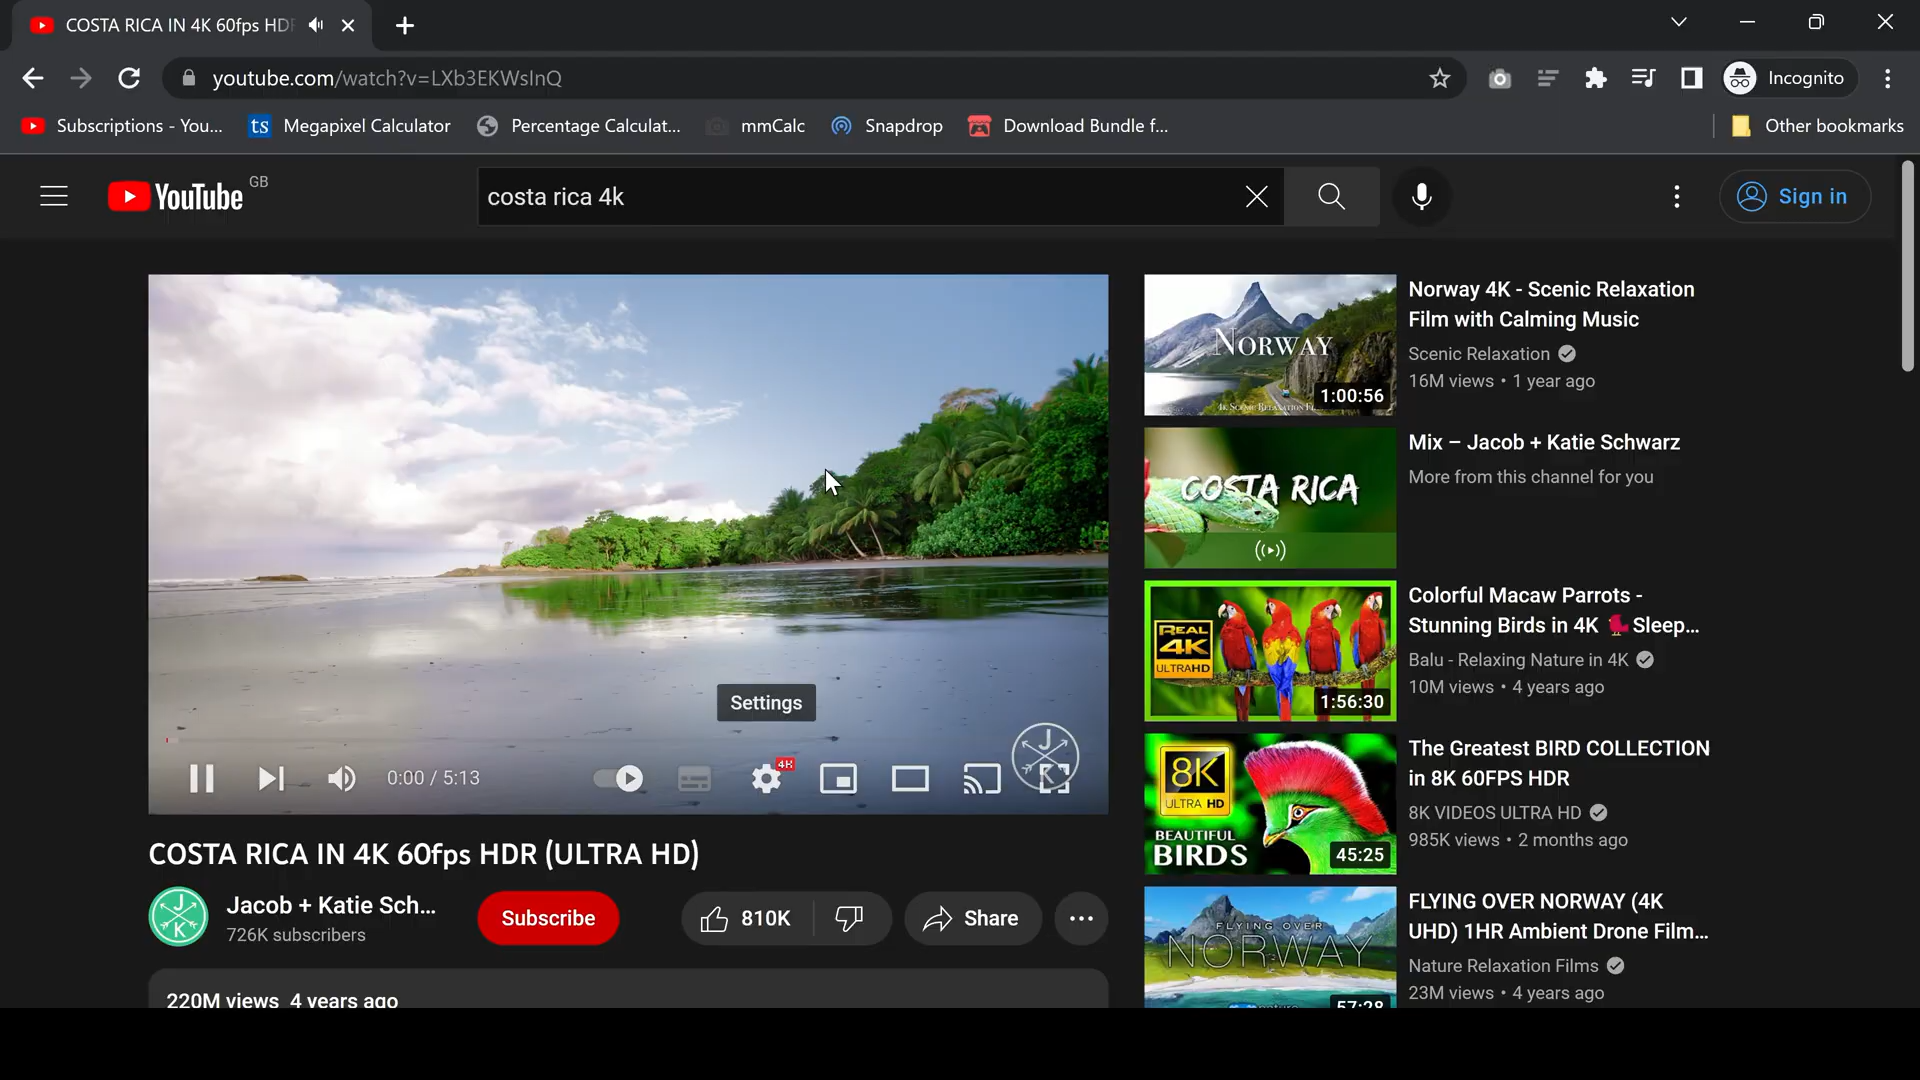 COSTA RICA IN 4K 60fps HDR
youtube.com/watch?v=LXb3EKWsInQ
Incognito
Subscriptions - You...
ts
Megapixel Calculator
Percentage Calculat...
mmCalc
Snapdrop
Download Bundle f...
Other bookmarks
YouTube GB
costa rica 4k
Sign in
Settings
0:00 / 5:13
4K
J K
COSTA RICA IN 4K 60fps HDR (ULTRA HD)
J K
Jacob + Katie Sch...
726K subscribers
Subscribe
810K
Share
220M views 4 years ago
NORWAY
1:00:56
Norway 4K - Scenic Relaxation
Film with Calming Music
Scenic Relaxation
16M views • 1 year ago
COSTA RICA
Mix – Jacob + Katie Schwarz
More from this channel for you
REAL
4K
ULTRAHD
1:56:30
Colorful Macaw Parrots -
Stunning Birds in 4K Sleep...
Balu - Relaxing Nature in 4K
10M views • 4 years ago
8K
ULTRA HD
BEAUTIFUL
BIRDS
45:25
The Greatest BIRD COLLECTION
in 8K 60FPS HDR
8K VIDEOS ULTRA HD
985K views • 2 months ago
FLYING OVER
NORWAY
57:28
FLYING OVER NORWAY (4K
UHD) 1HR Ambient Drone Film...
Nature Relaxation Films
23M views • 4 years ago